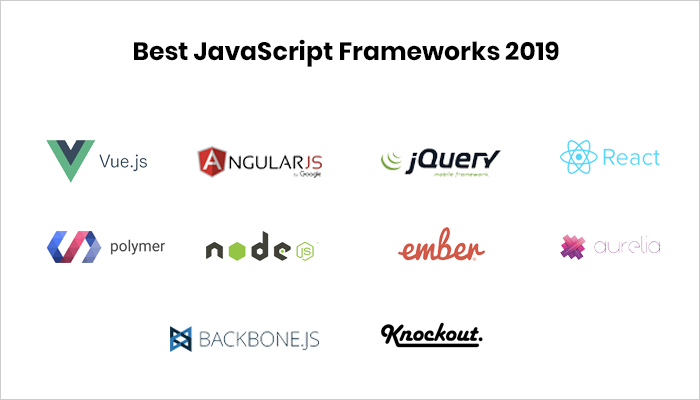 Best JavaScript Frameworks 2019
Vue.js
ANGULARJS
by Google
jQuery
mobile framework.
React
polymer
node
JS
ember
aurelia
BACKBONE.JS
Knockout.